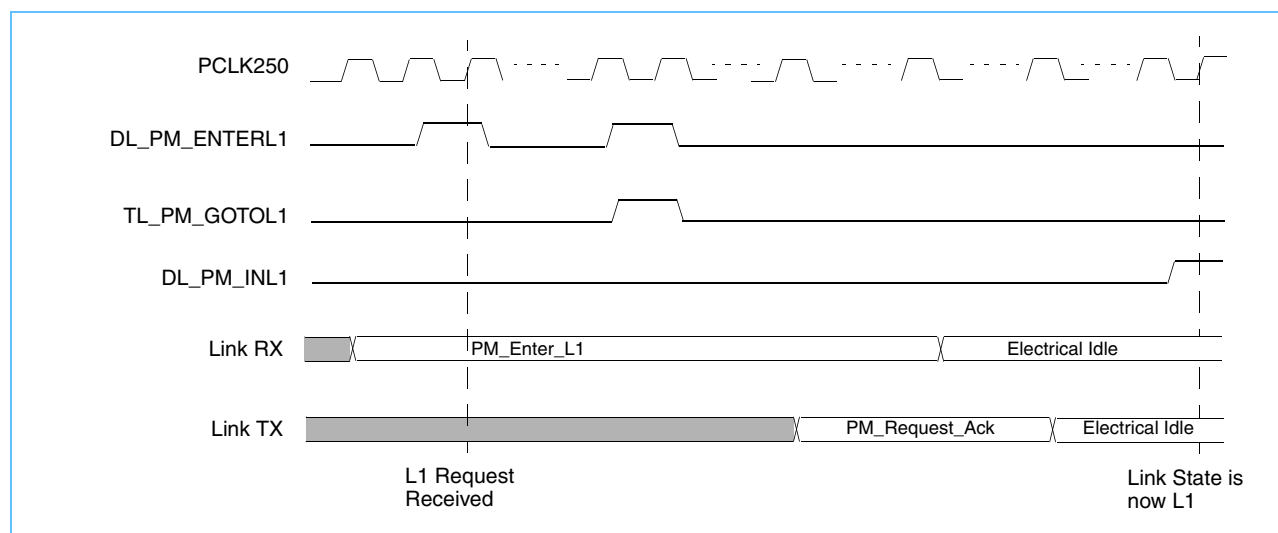 PCLK250
DL_PM_ENTERL1
TL_PM_GOTOL1
DL_PM_INL1
Link RX
PM_Enter_L1
Electrical Idle
Link TX
PM_Request_Ack
Electrical Idle
L1 Request
Received
Link State is
now L1